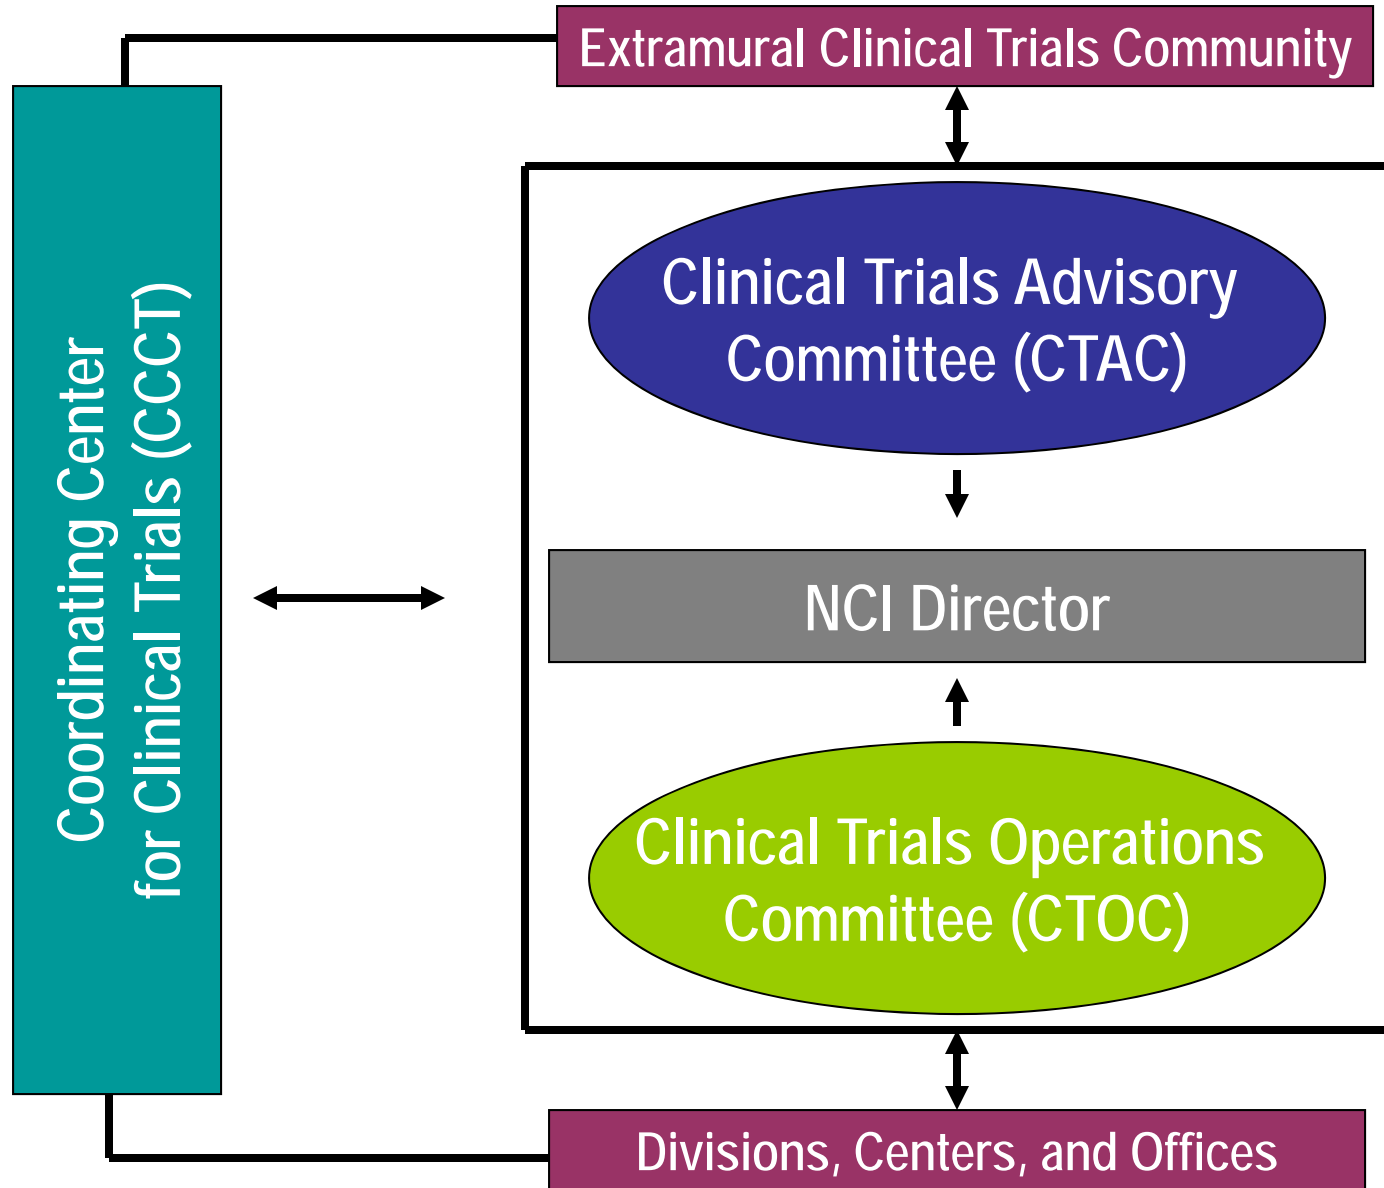 Extramural Clinical Trials Community
Coordinating Center
for Clinical Trials (CCCT)
Clinical Trials Advisory
Committee (CTAC)
NCI Director
Clinical Trials Operations
Committee (CTOC)
Divisions, Centers, and Offices